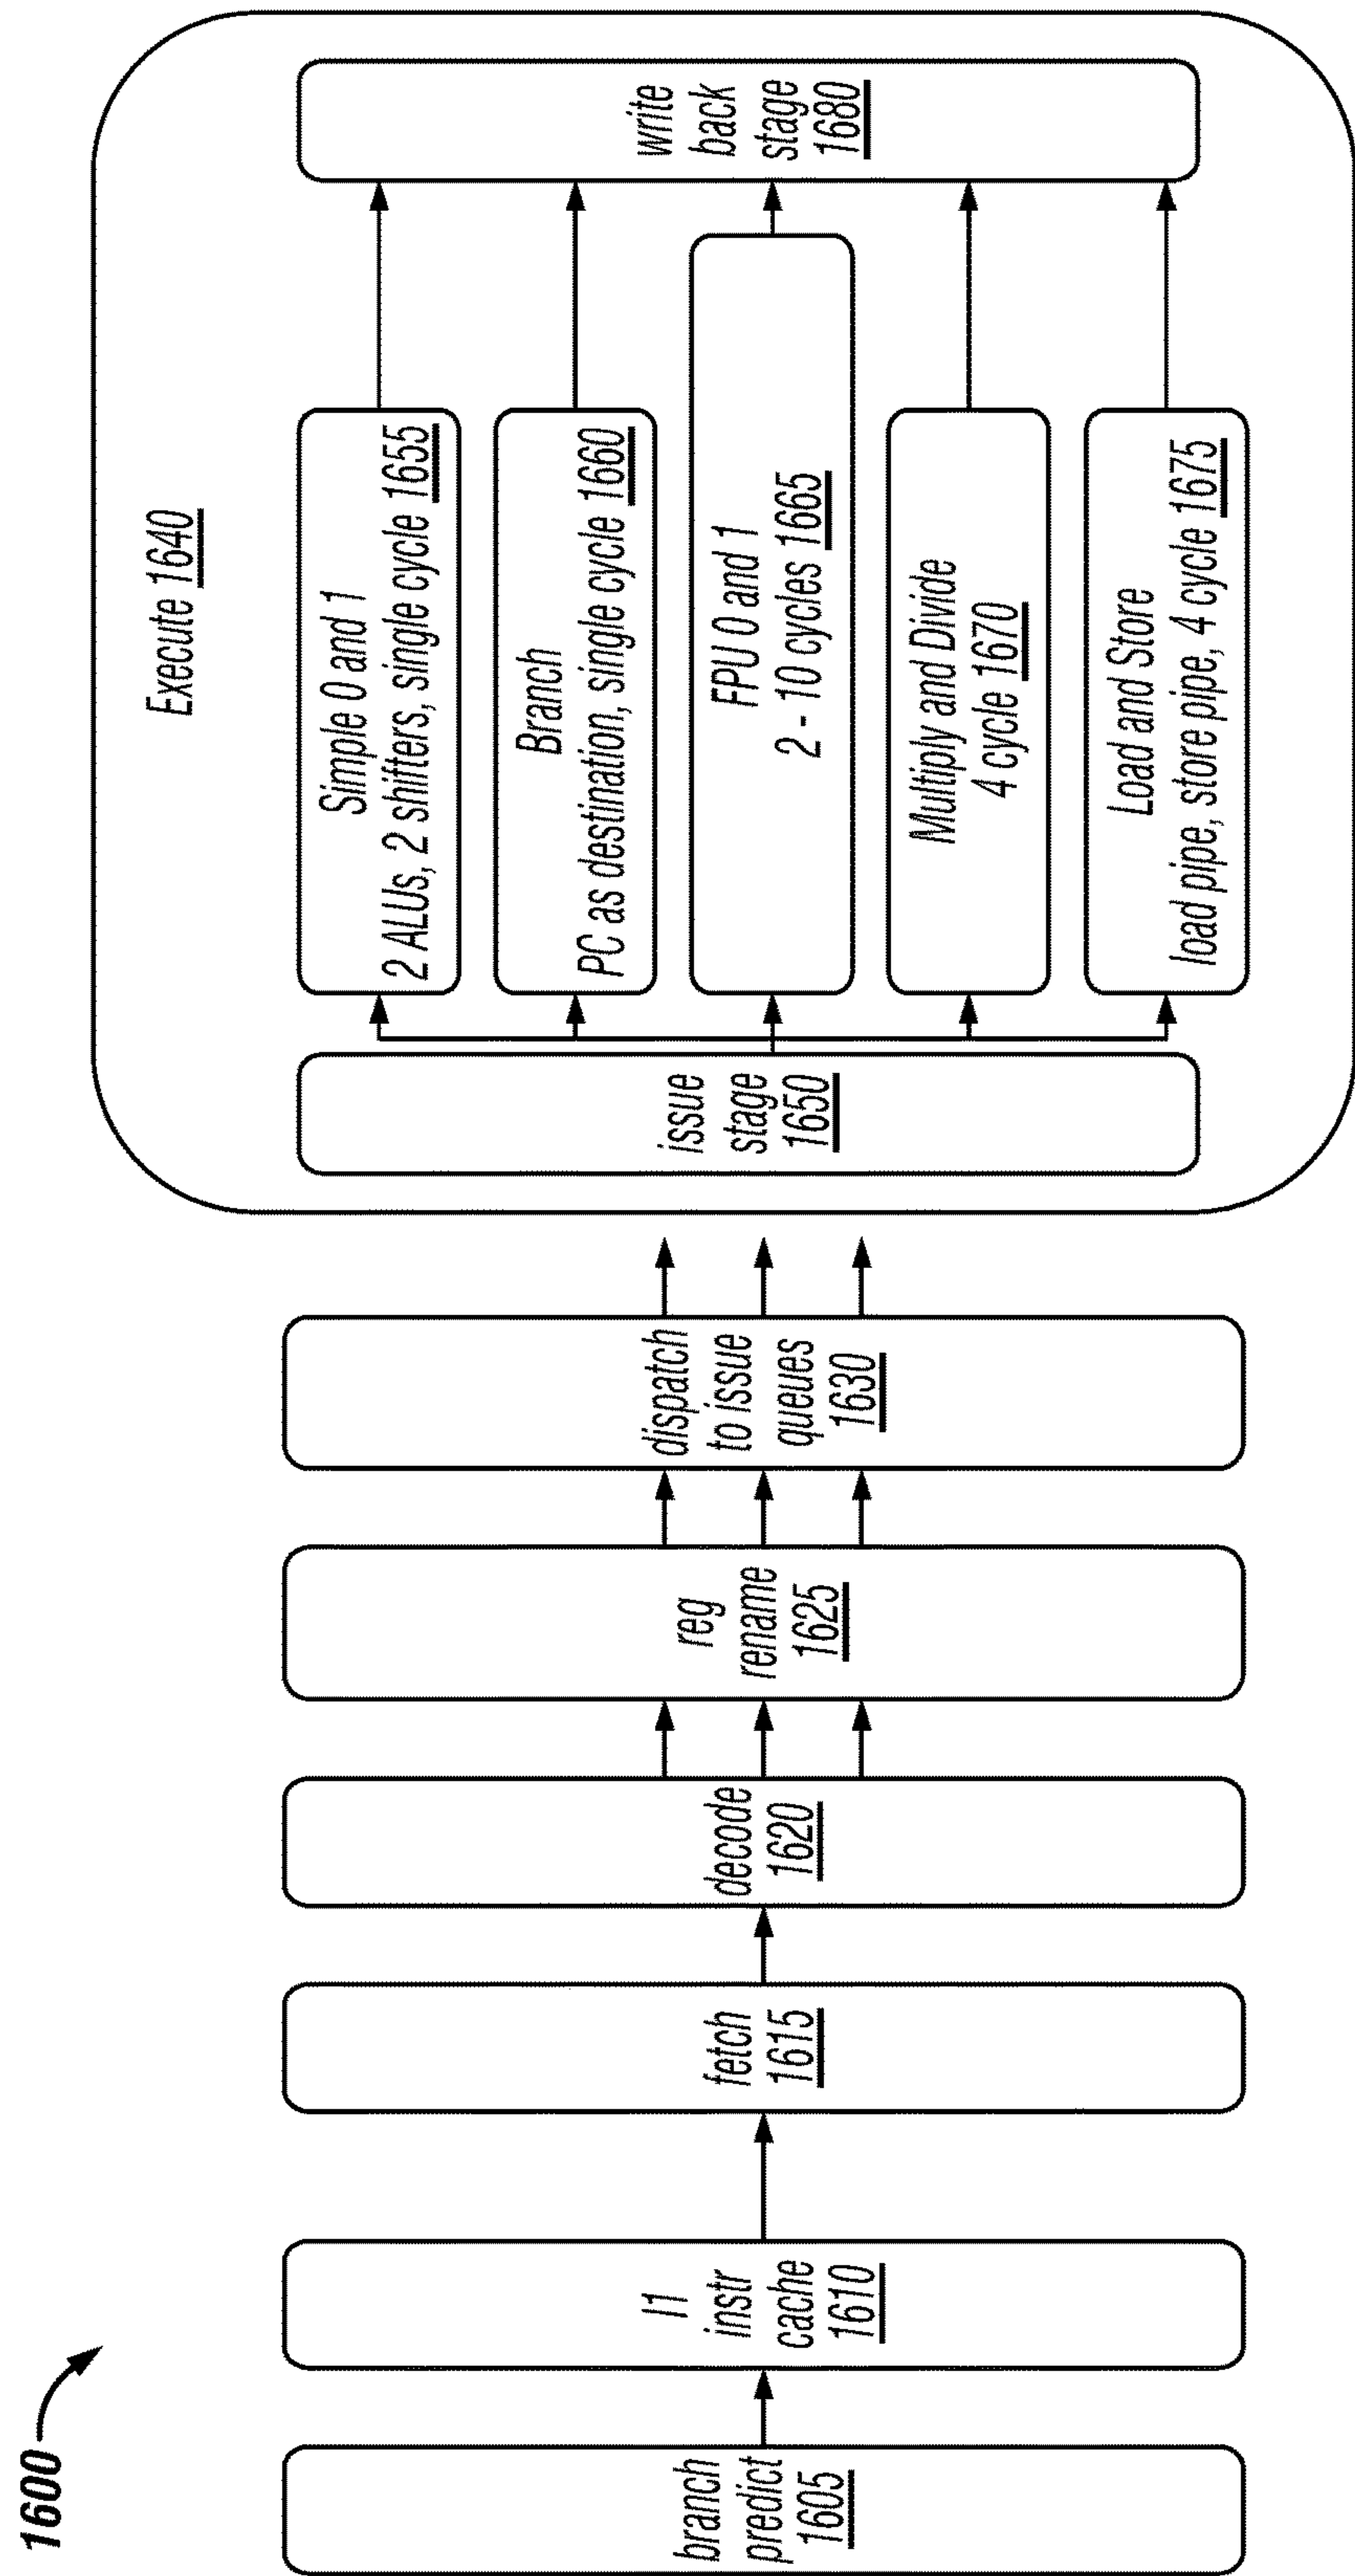 1600
branch
predict
1605
l1
instr
cache
1610
fetch
1615
decode
1620
reg
rename
1625
dispatch
to issue
queues
1630
Execute 1640
issue
stage
1650
Simple 0 and 1
2 ALUs, 2 shifters, single cycle 1655
Branch
PC as destination, single cycle 1660
FPU 0 and 1
2 - 10 cycles 1665
Multiply and Divide
4 cycle 1670
Load and Store
load pipe, store pipe, 4 cycle 1675
write
back
stage
1680